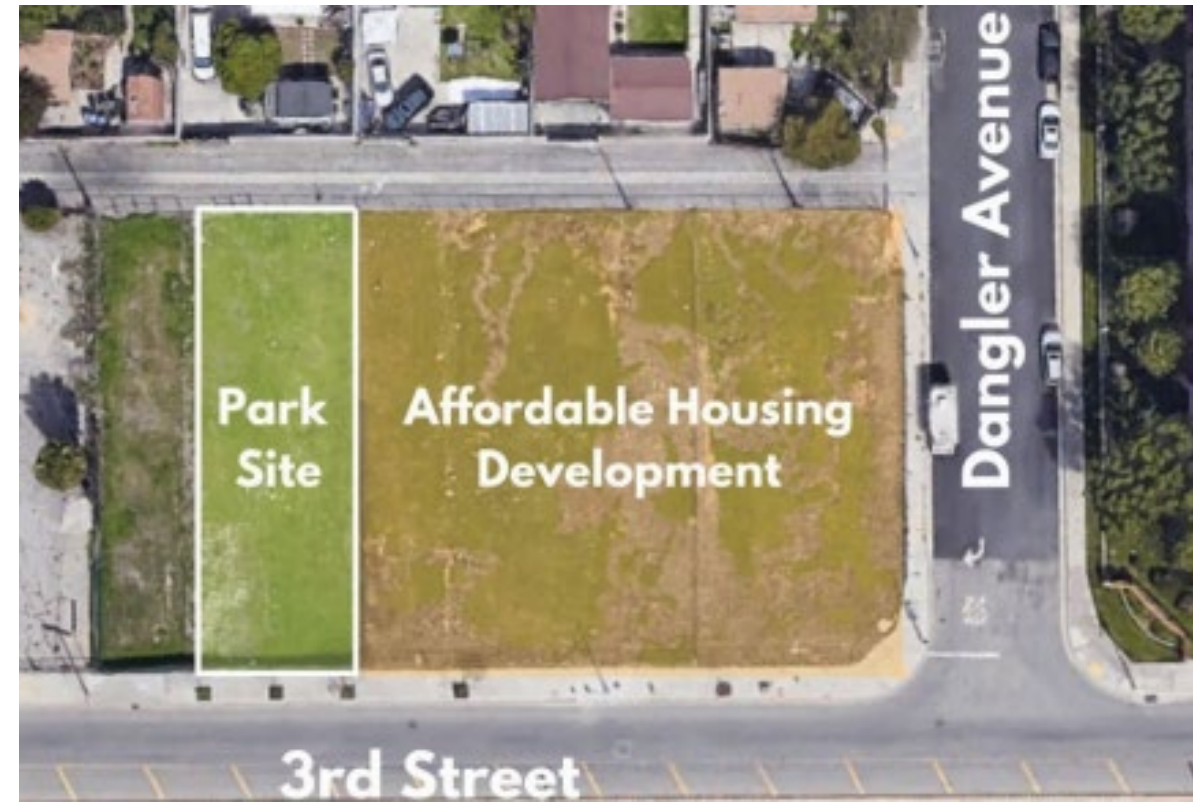 Park
Site
Affordable Housing
Development
Dangler Avenue
3rd Street